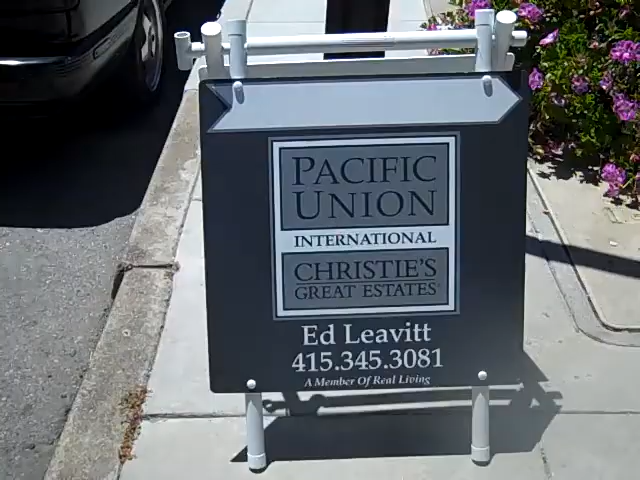 PACIFIC
UNION
INTERNATIONAL
CHRISTIE'S
GREAT ESTATES
Ed Leavitt
415.345.3081
A Member Of Real Living